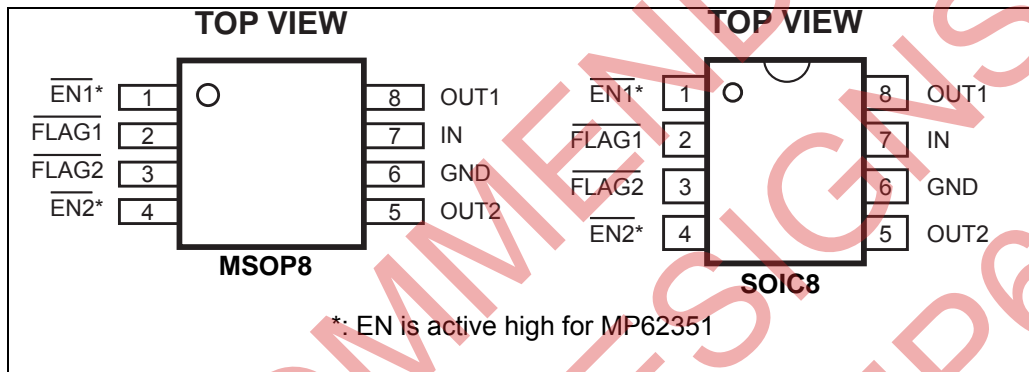 TOP VIEW
EN1* 1 8 OUT1
FLAG1 2 7 IN
FLAG2 3 6 GND
EN2* 4 5 OUT2
MSOP8
TOP VIEW
EN1* 1 8 OUT1
FLAG1 2 7 IN
FLAG2 3 6 GND
EN2* 4 5 OUT2
SOIC8
*: EN is active high for MP62351